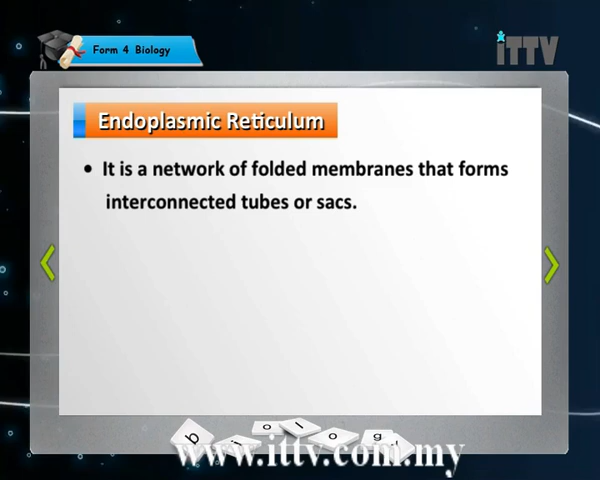 Form 4 Biology
iTTV
Endoplasmic Reticulum
• It is a network of folded membranes that forms
interconnected tubes or sacs.
b i o l o g y
www.ittv.com.my